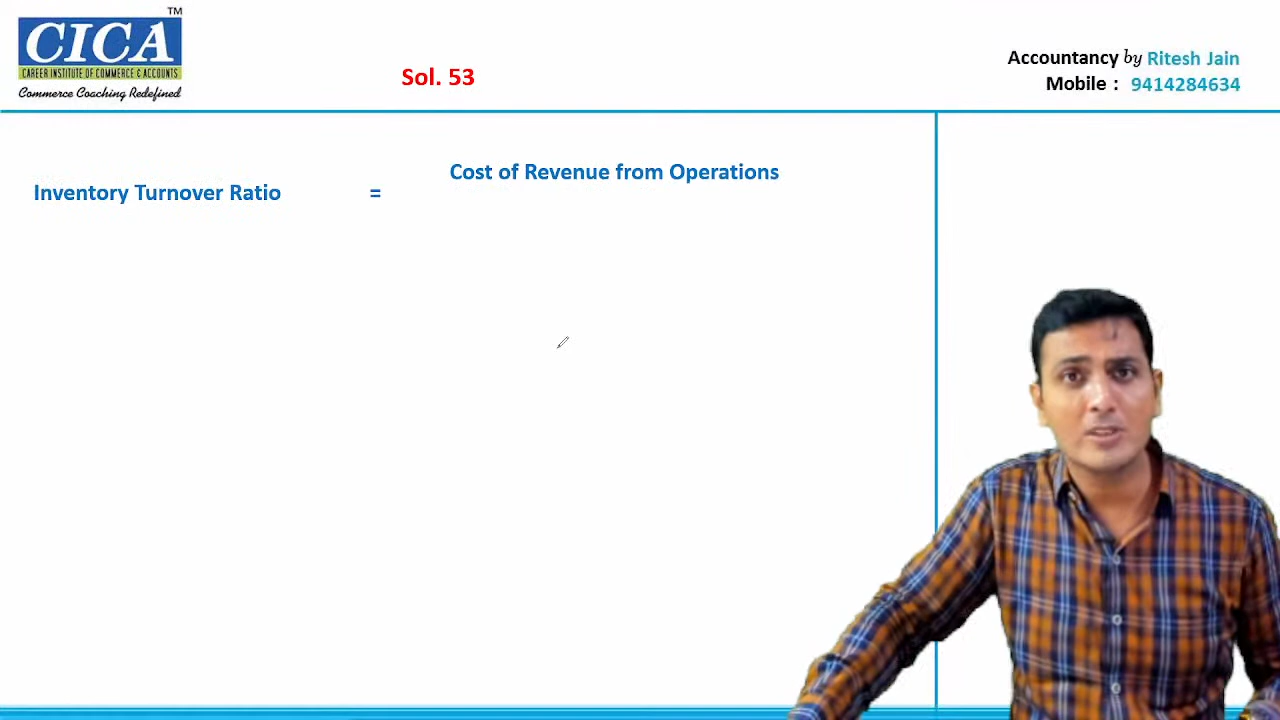 TM
CICA
CAREER INSTITUTE OF COMMERCE & ACCOUNTS
Commerce Coaching Redefined
Sol. 53
Accountancy by Ritesh Jain
Mobile : 9414284634
Cost of Revenue from Operations
Inventory Turnover Ratio =